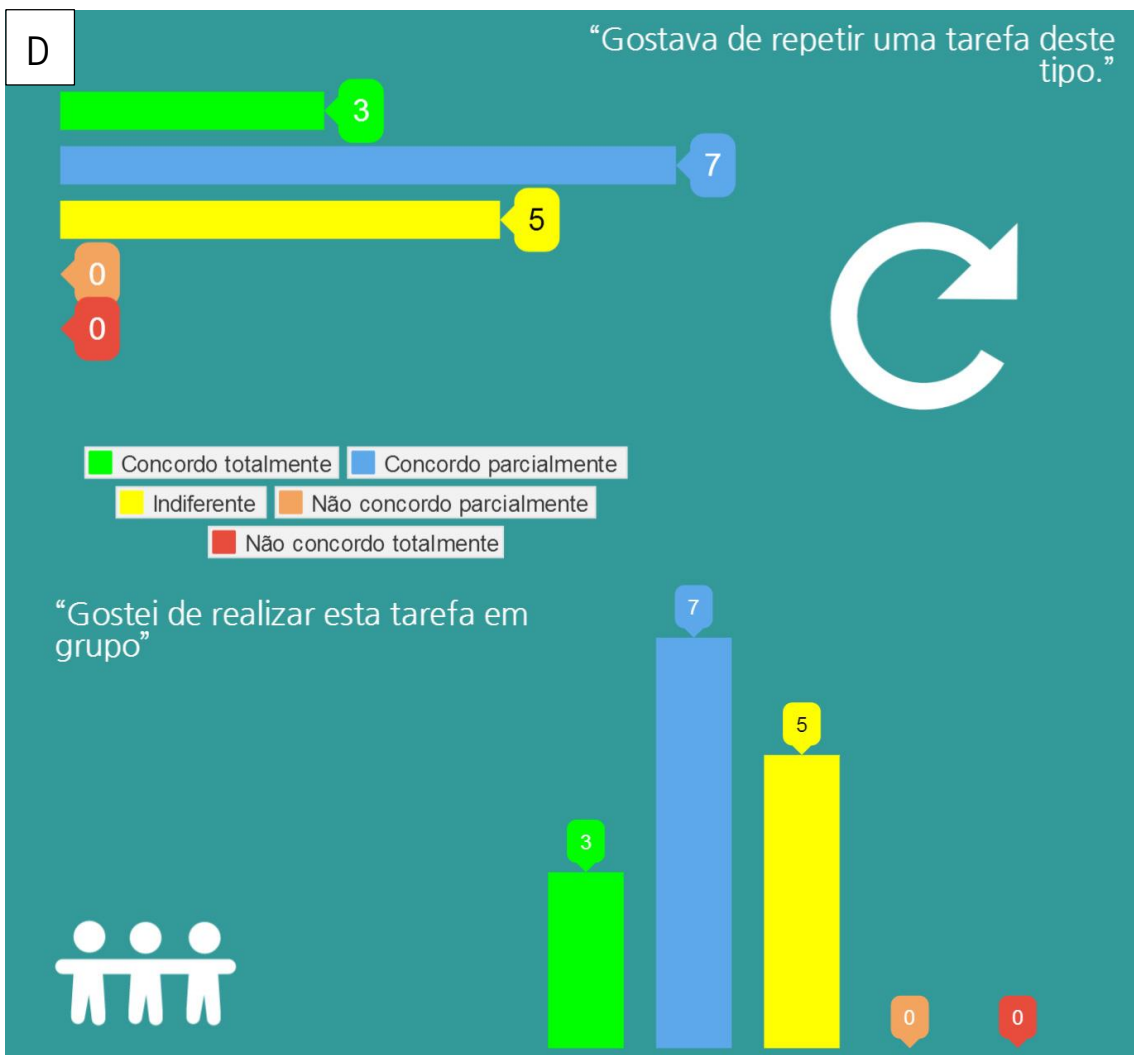 D
“Gostava de repetir uma tarefa deste
tipo.”
3
7
5
0
0
Concordo totalmente
Concordo parcialmente
Indiferente
Não concordo parcialmente
Não concordo totalmente
“Gostei de realizar esta tarefa em
grupo”
3
7
5
0
0